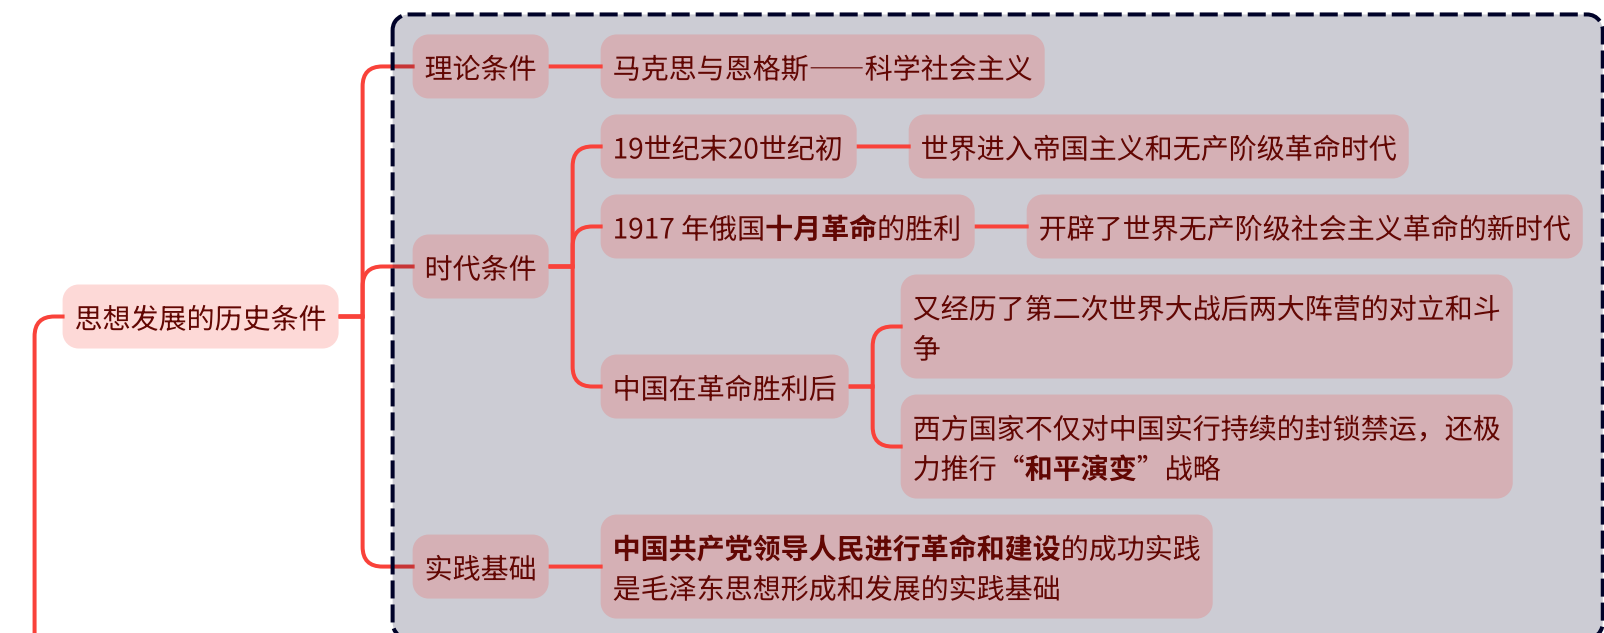 思想发展的历史条件
理论条件
马克思与恩格斯——科学社会主义
时代条件
19世纪末20世纪初
世界进入帝国主义和无产阶级革命时代
1917 年俄国十月革命的胜利
开辟了世界无产阶级社会主义革命的新时代
中国在革命胜利后
又经历了第二次世界大战后两大阵营的对立和斗
争
西方国家不仅对中国实行持续的封锁禁运，还极
力推行“和平演变”战略
实践基础
中国共产党领导人民进行革命和建设的成功实践
是毛泽东思想形成和发展的实践基础